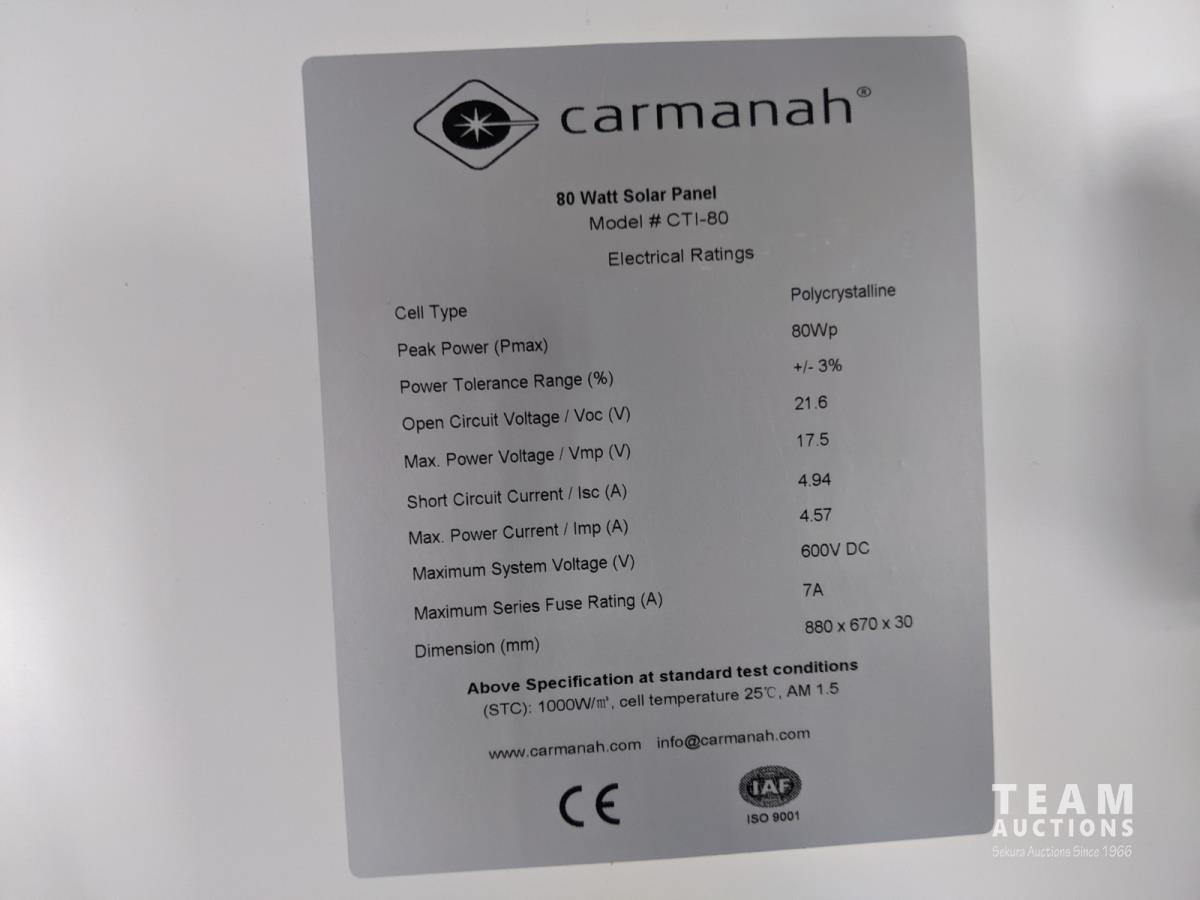 carmanah®
80 Watt Solar Panel
Model # CTI-80
Electrical Ratings
Cell Type Polycrystalline
Peak Power (Pmax) 80Wp
Power Tolerance Range (%) +/- 3%
Open Circuit Voltage / Voc (V) 21.6
Max. Power Voltage / Vmp (V) 17.5
Short Circuit Current / Isc (A) 4.94
Max. Power Current / Imp (A) 4.57
Maximum System Voltage (V) 600V DC
Maximum Series Fuse Rating (A) 7A
Dimension (mm) 880 x 670 x 30
Above Specification at standard test conditions
(STC): 1000W/㎡, cell temperature 25℃, AM 1.5
www.carmanah.com info@carmanah.com
CE
IAF
ISO 9001
TEAM
AUCTIONS
Sekura Auctions Since 1966